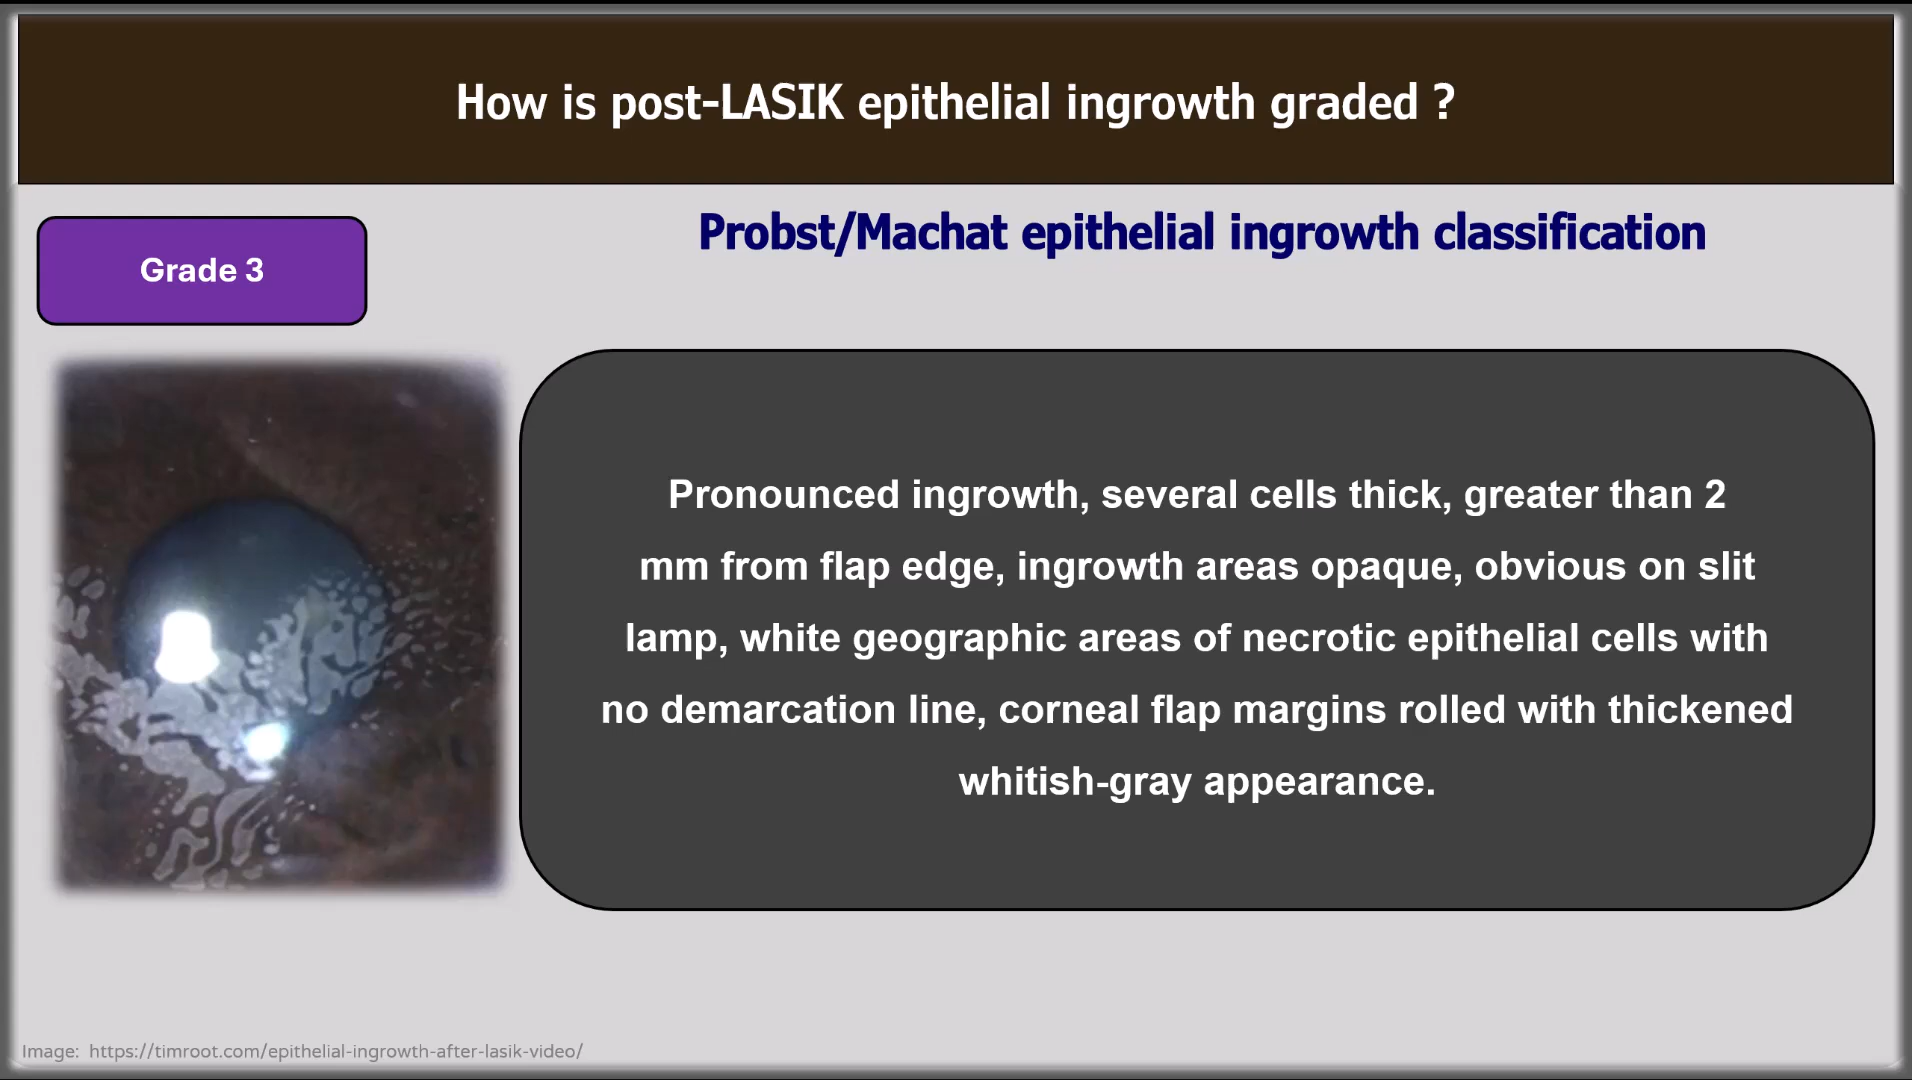 How is post-LASIK epithelial ingrowth graded ?
Probst/Machat epithelial ingrowth classification
Grade 3
Pronounced ingrowth, several cells thick, greater than 2
mm from flap edge, ingrowth areas opaque, obvious on slit
lamp, white geographic areas of necrotic epithelial cells with
no demarcation line, corneal flap margins rolled with thickened
whitish-gray appearance.
Image:  https://timroot.com/epithelial-ingrowth-after-lasik-video/